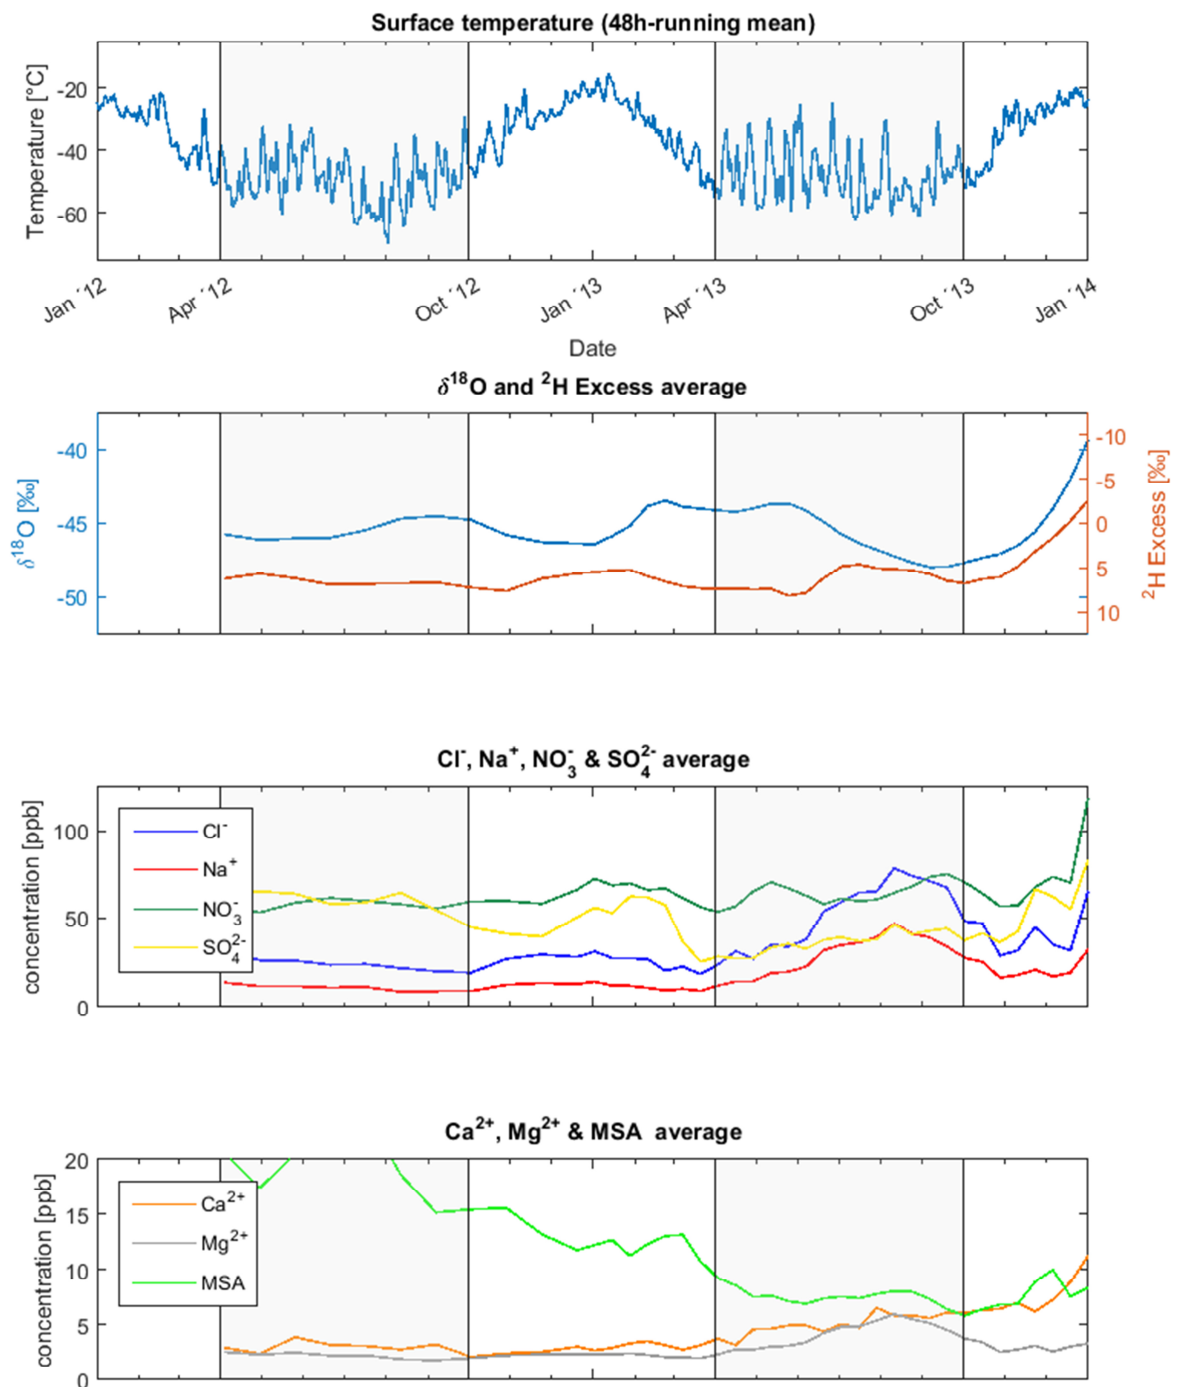 Surface temperature (48h-running mean)
Temperature [°C]
-20
-40
-60
Jan ´12
Apr ´12
Oct ´12
Jan ´13
Apr ´13
Oct ´13
Jan ´14
Date
δ¹⁸O and ²H Excess average
δ¹⁸O [‰]
-40
-45
-50
-10
-5
0
5
10
²H Excess [‰]
Cl⁻, Na⁺, NO₃⁻ & SO₄²⁻ average
concentration [ppb]
100
50
0
Cl⁻
Na⁺
NO₃⁻
SO₄²⁻
Ca²⁺, Mg²⁺ & MSA average
concentration [ppb]
20
15
10
5
0
Ca²⁺
Mg²⁺
MSA